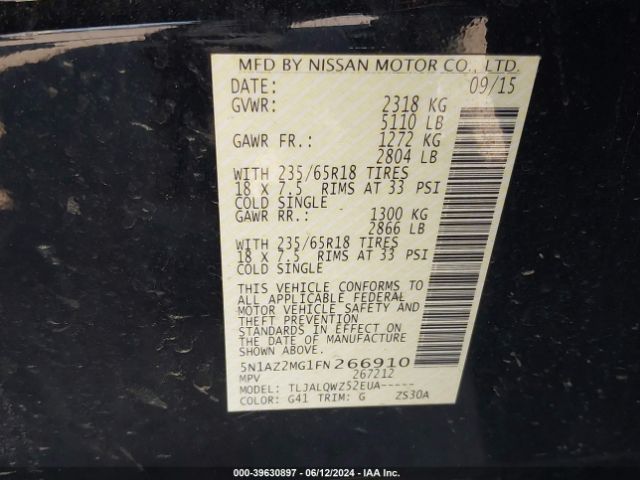 MFD BY NISSAN MOTOR CO., LTD.
DATE: 09/15
GVWR: 2318 KG
5110 LB
GAWR FR.: 1272 KG
2804 LB
WITH 235/65R18 TIRES
18 X 7.5 RIMS AT 33 PSI
COLD SINGLE
GAWR RR.: 1300 KG
2866 LB
WITH 235/65R18 TIRES
18 X 7.5 RIMS AT 33 PSI
COLD SINGLE
THIS VEHICLE CONFORMS TO
ALL APPLICABLE FEDERAL
MOTOR VEHICLE SAFETY AND
THEFT PREVENTION
STANDARDS IN EFFECT ON
THE DATE OF MANUFACTURE
SHOWN ABOVE.
5N1AZ2MG1FN266910
MPV 267212
MODEL: TLJALQWZ52EUA-----
COLOR: G41 TRIM: G ZS30A
000-39630897 - 06/12/2024 - IAA Inc.